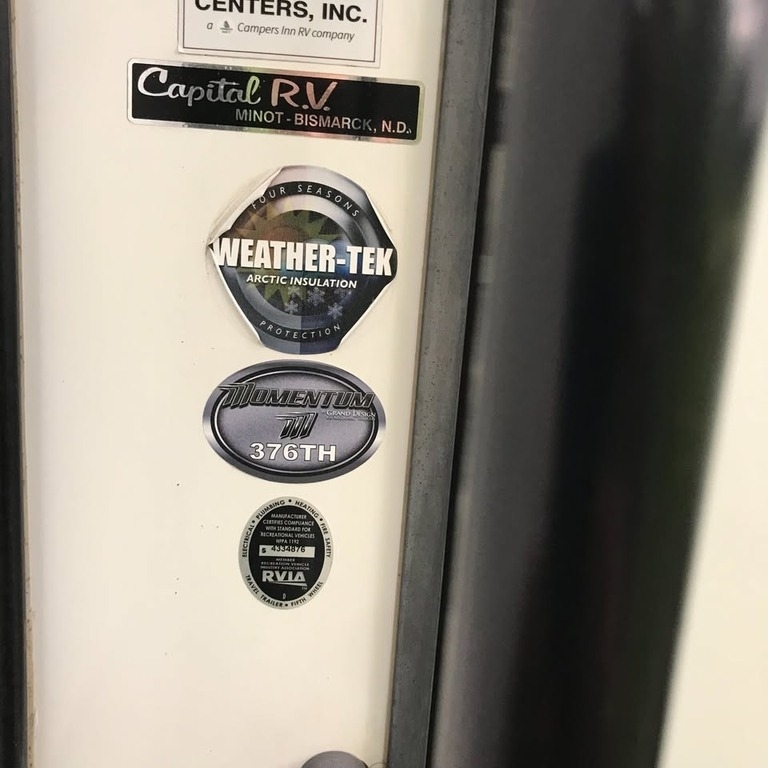 CENTERS, INC.
a Campers Inn RV company
Capital R.V.
MINOT - BISMARCK, N.D.
FOUR SEASONS
WEATHER-TEK
ARCTIC INSULATION
PROTECTION
MOMENTUM
GRAND DESIGN
M
376TH
ELECTRICAL • PLUMBING • HEATING • FIRE SAFETY
MANUFACTURER
CERTIFIES COMPLIANCE
WITH STANDARD FOR
RECREATIONAL VEHICLES
NFPA 1192
S 4334876
MEMBER
RECREATION VEHICLE
INDUSTRY ASSOCIATION
RVIA
D
TRAVEL TRAILER • FIFTH WHEEL